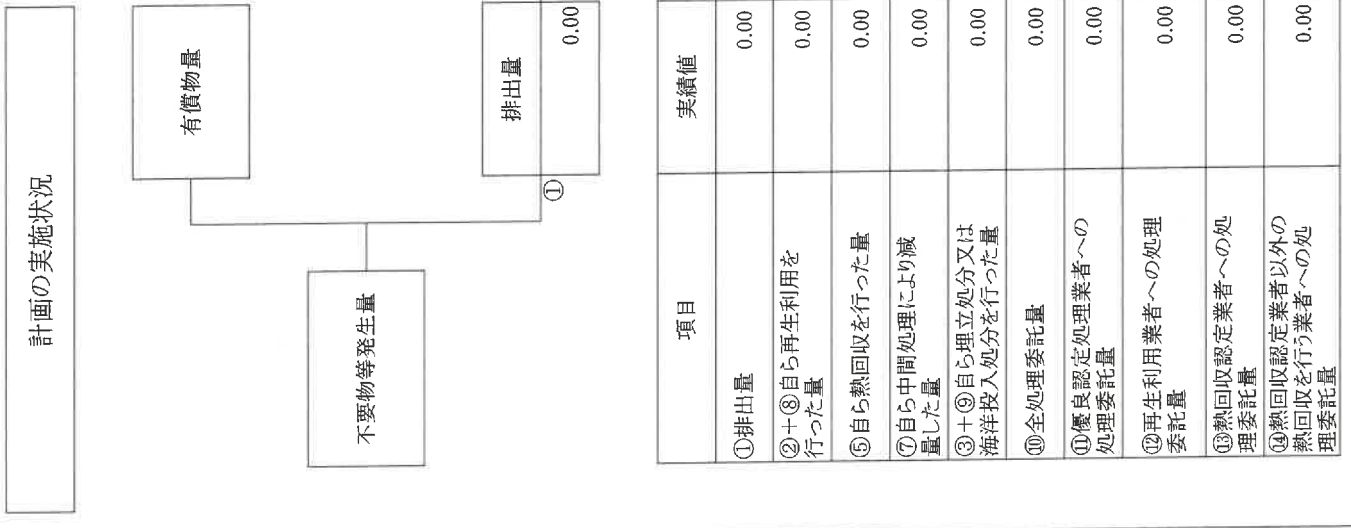 計画の実施状況
有償物量
不要物等発生量
排出量
①
0.00
項目
実績値
①排出量
0.00
②+⑧自ら再生利用を
行った量
0.00
⑤自ら熱回収を行った量
0.00
⑦自ら中間処理により減
量した量
0.00
③+⑨自ら埋立処分又は
海洋投入処分を行った量
0.00
⑩全処理委託量
0.00
⑪優良認定処理業者への
処理委託量
0.00
⑫再生利用業者への処理
委託量
0.00
⑬熱回収認定業者への処
理委託量
0.00
⑭熱回収認定業者以外の
熱回収を行う業者への処
理委託量
0.00